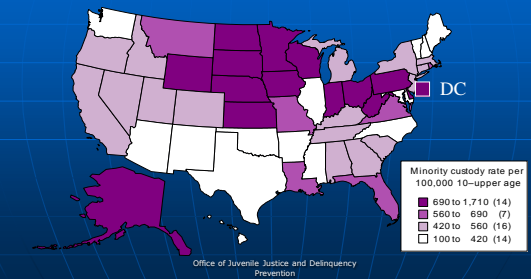 DC
Minority custody rate per
100,000 10–upper age
690 to 1,710 (14)
560 to 690 (7)
420 to 560 (16)
100 to 420 (14)
Office of Juvenile Justice and Delinquency
Prevention